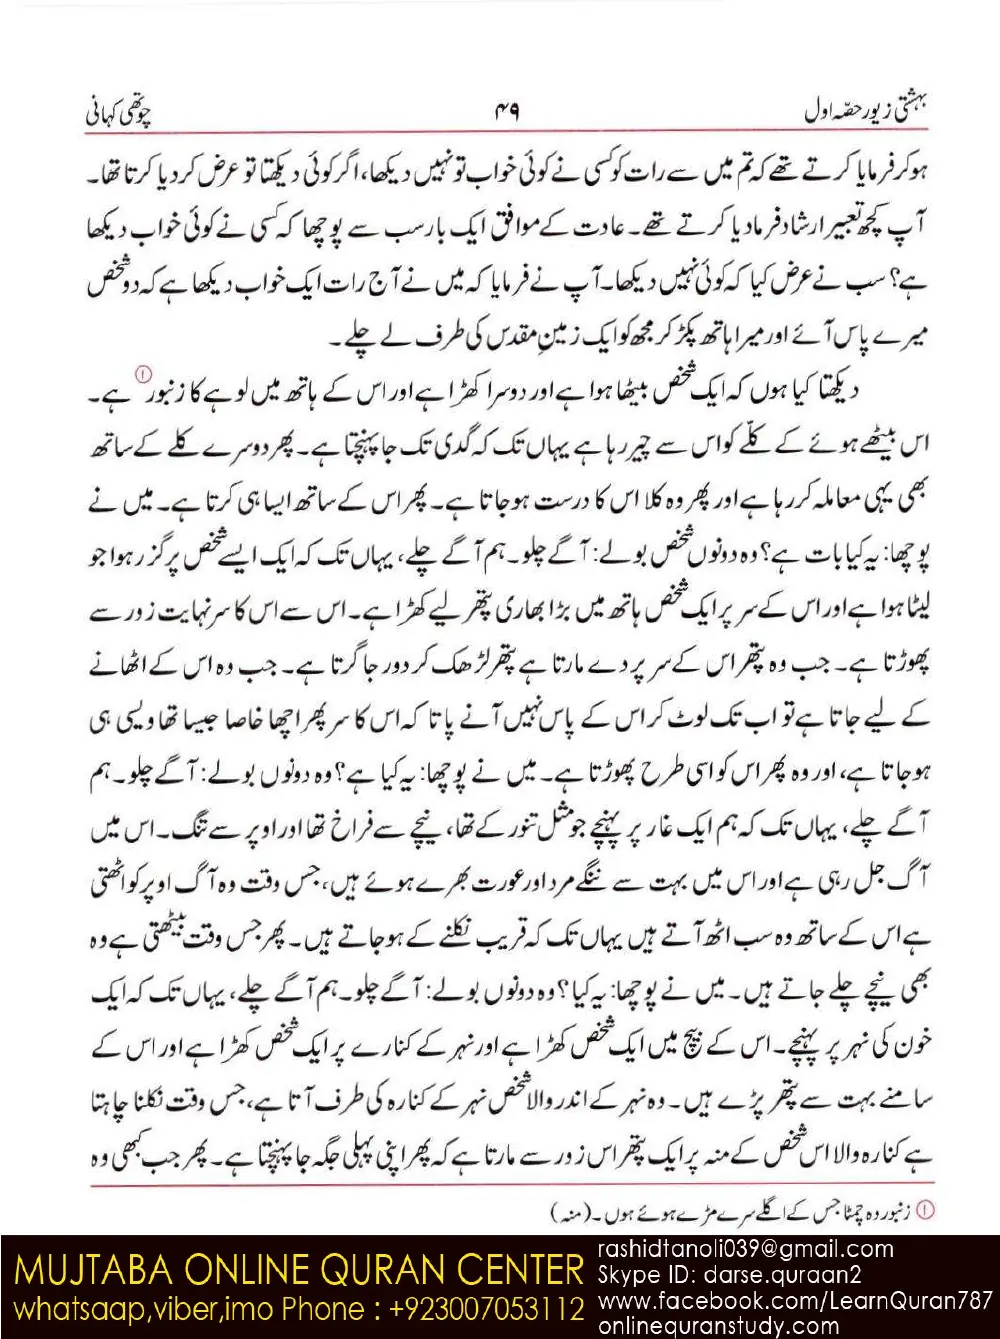 بہشتی زیور حصّہ اول ۴۹ چوتھی کہانی
ہوکر فرمایا کرتے تھے کہ تم میں سے رات کو کسی نے کوئی خواب تو نہیں دیکھا، اگر کوئی دیکھتا تو عرض کردیا کرتا تھا۔
آپ کچھ تعبیر ارشاد فرمادیا کرتے تھے۔ عادت کے موافق ایک بار سب سے پوچھا کہ کسی نے کوئی خواب دیکھا
ہے؟ سب نے عرض کیا کہ کوئی نہیں دیکھا۔ آپ نے فرمایا کہ میں نے آج رات ایک خواب دیکھا ہے کہ دو شخص
میرے پاس آئے اور میرا ہاتھ پکڑ کر مجھ کو ایک زمینِ مقدس کی طرف لے چلے۔
دیکھتا کیا ہوں کہ ایک شخص بیٹھا ہوا ہے اور دوسرا کھڑا ہے اور اس کے ہاتھ میں لوہے کا زنبور ① ہے۔
اس بیٹھے ہوئے کے کلّے کو اس سے چیر رہا ہے یہاں تک کہ گدی تک جا پہنچتا ہے۔ پھر دوسرے کلے کے ساتھ
بھی یہی معاملہ کر رہا ہے اور پھر وہ کلا اس کا درست ہوجاتا ہے۔ پھر اس کے ساتھ ایسا ہی کرتا ہے۔ میں نے
پوچھا: یہ کیا بات ہے؟ وہ دونوں شخص بولے: آگے چلو۔ ہم آگے چلے، یہاں تک کہ ایک ایسے شخص پر گزر ہوا جو
لیٹا ہوا ہے اور اس کے سر پر ایک شخص ہاتھ میں بڑا بھاری پتھر لیے کھڑا ہے۔ اس سے اس کا سر نہایت زور سے
پھوڑتا ہے۔ جب وہ پتھر اس کے سر پر دے مارتا ہے پتھر لڑھک کر دور جا گرتا ہے۔ جب وہ اس کے اٹھانے
کے لیے جاتا ہے تو اب تک لوٹ کر اس کے پاس نہیں آنے پاتا کہ اس کا سر پھر اچھا خاصا جیسا تھا ویسی ہی
ہوجاتا ہے، اور وہ پھر اس کو اسی طرح پھوڑتا ہے۔ میں نے پوچھا: یہ کیا ہے؟ وہ دونوں بولے: آگے چلو۔ ہم
آگے چلے، یہاں تک کہ ہم ایک غار پر پہنچے جو مثل تنور کے تھا، نیچے سے فراخ تھا اور اوپر سے تنگ۔ اس میں
آگ جل رہی ہے اور اس میں بہت سے ننگے مرد اور عورت بھرے ہوئے ہیں، جس وقت وہ آگ اوپر کو اٹھتی
ہے اس کے ساتھ وہ سب اٹھ آتے ہیں یہاں تک کہ قریب نکلنے کے ہوجاتے ہیں۔ پھر جس وقت بیٹھتی ہے وہ
بھی نیچے چلے جاتے ہیں۔ میں نے پوچھا: یہ کیا؟ وہ دونوں بولے: آگے چلو۔ ہم آگے چلے، یہاں تک کہ ایک
خون کی نہر پر پہنچے۔ اس کے بیچ میں ایک شخص کھڑا ہے اور نہر کے کنارے پر ایک شخص کھڑا ہے اور اس کے
سامنے بہت سے پتھر پڑے ہیں۔ وہ نہر کے اندر والا شخص نہر کے کنارہ کی طرف آتا ہے، جس وقت نکلنا چاہتا
ہے کنارہ والا اس شخص کے منہ پر ایک پتھر اس زور سے مارتا ہے کہ پھر اپنی پہلی جگہ جا پہنچتا ہے۔ پھر جب کبھی وہ
① زنبور وہ چمٹا جس کے اگلے سرے مڑے ہوئے ہوں۔ (منہ)
MUJTABA ONLINE QURAN CENTER
whatsaap,viber,imo Phone : +923007053112
rashidtanoli039@gmail.com
Skype ID: darse.quraan2
www.facebook.com/LearnQuran787
onlinequranstudy.com